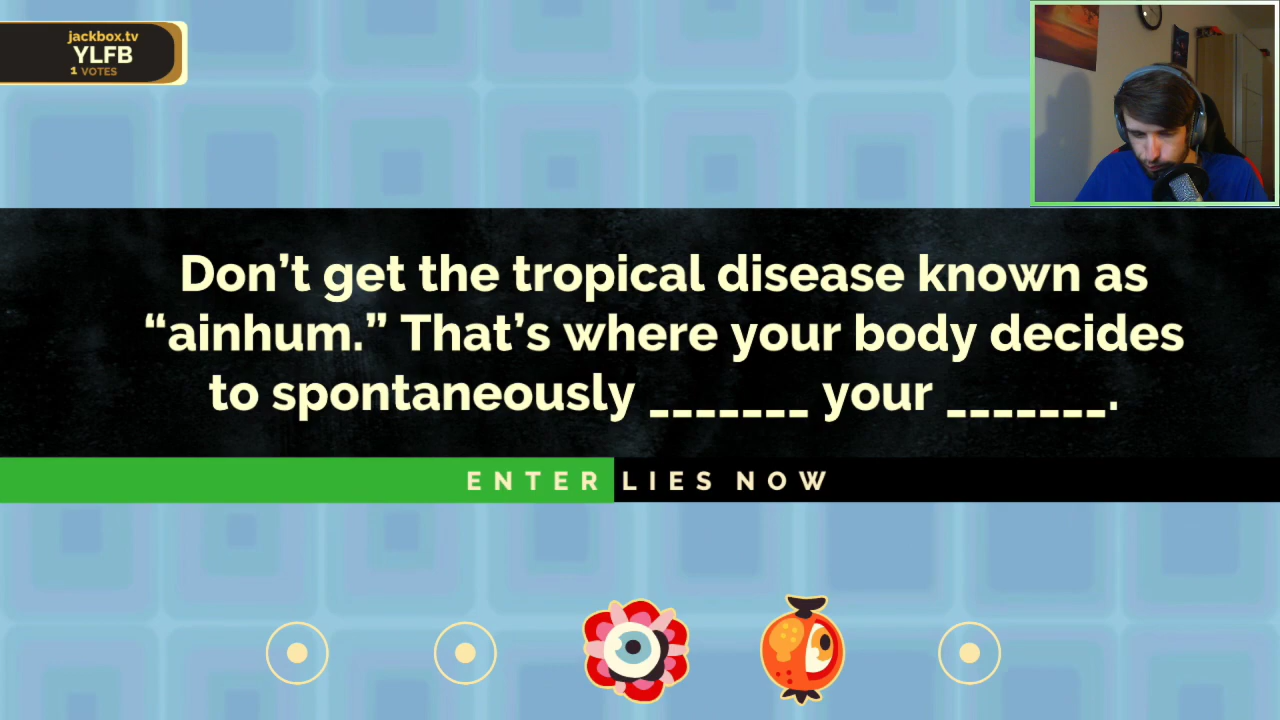 jackbox.tv
YLFB
1 VOTES
Don’t get the tropical disease known as
“ainhum.” That’s where your body decides
to spontaneously _______ your _______.
ENTER LIES NOW